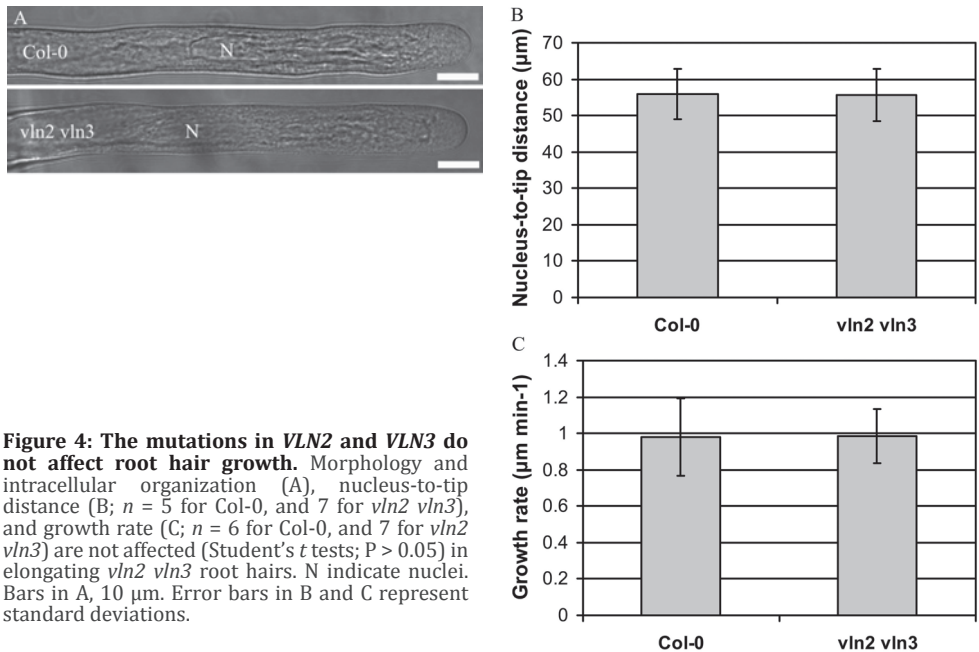 A
Col-0
N
vln2 vln3
N
B
Nucleus-to-tip distance (µm)
70
60
50
40
30
20
10
0
Col-0
vln2 vln3
C
Growth rate (µm min-1)
1.4
1.2
1
0.8
0.6
0.4
0.2
0
Col-0
vln2 vln3
Figure 4: The mutations in VLN2 and VLN3 do
not affect root hair growth. Morphology and
intracellular organization (A), nucleus-to-tip
distance (B; n = 5 for Col-0, and 7 for vln2 vln3),
and growth rate (C; n = 6 for Col-0, and 7 for vln2
vln3) are not affected (Student's t tests; P > 0.05) in
elongating vln2 vln3 root hairs. N indicate nuclei.
Bars in A, 10 µm. Error bars in B and C represent
standard deviations.